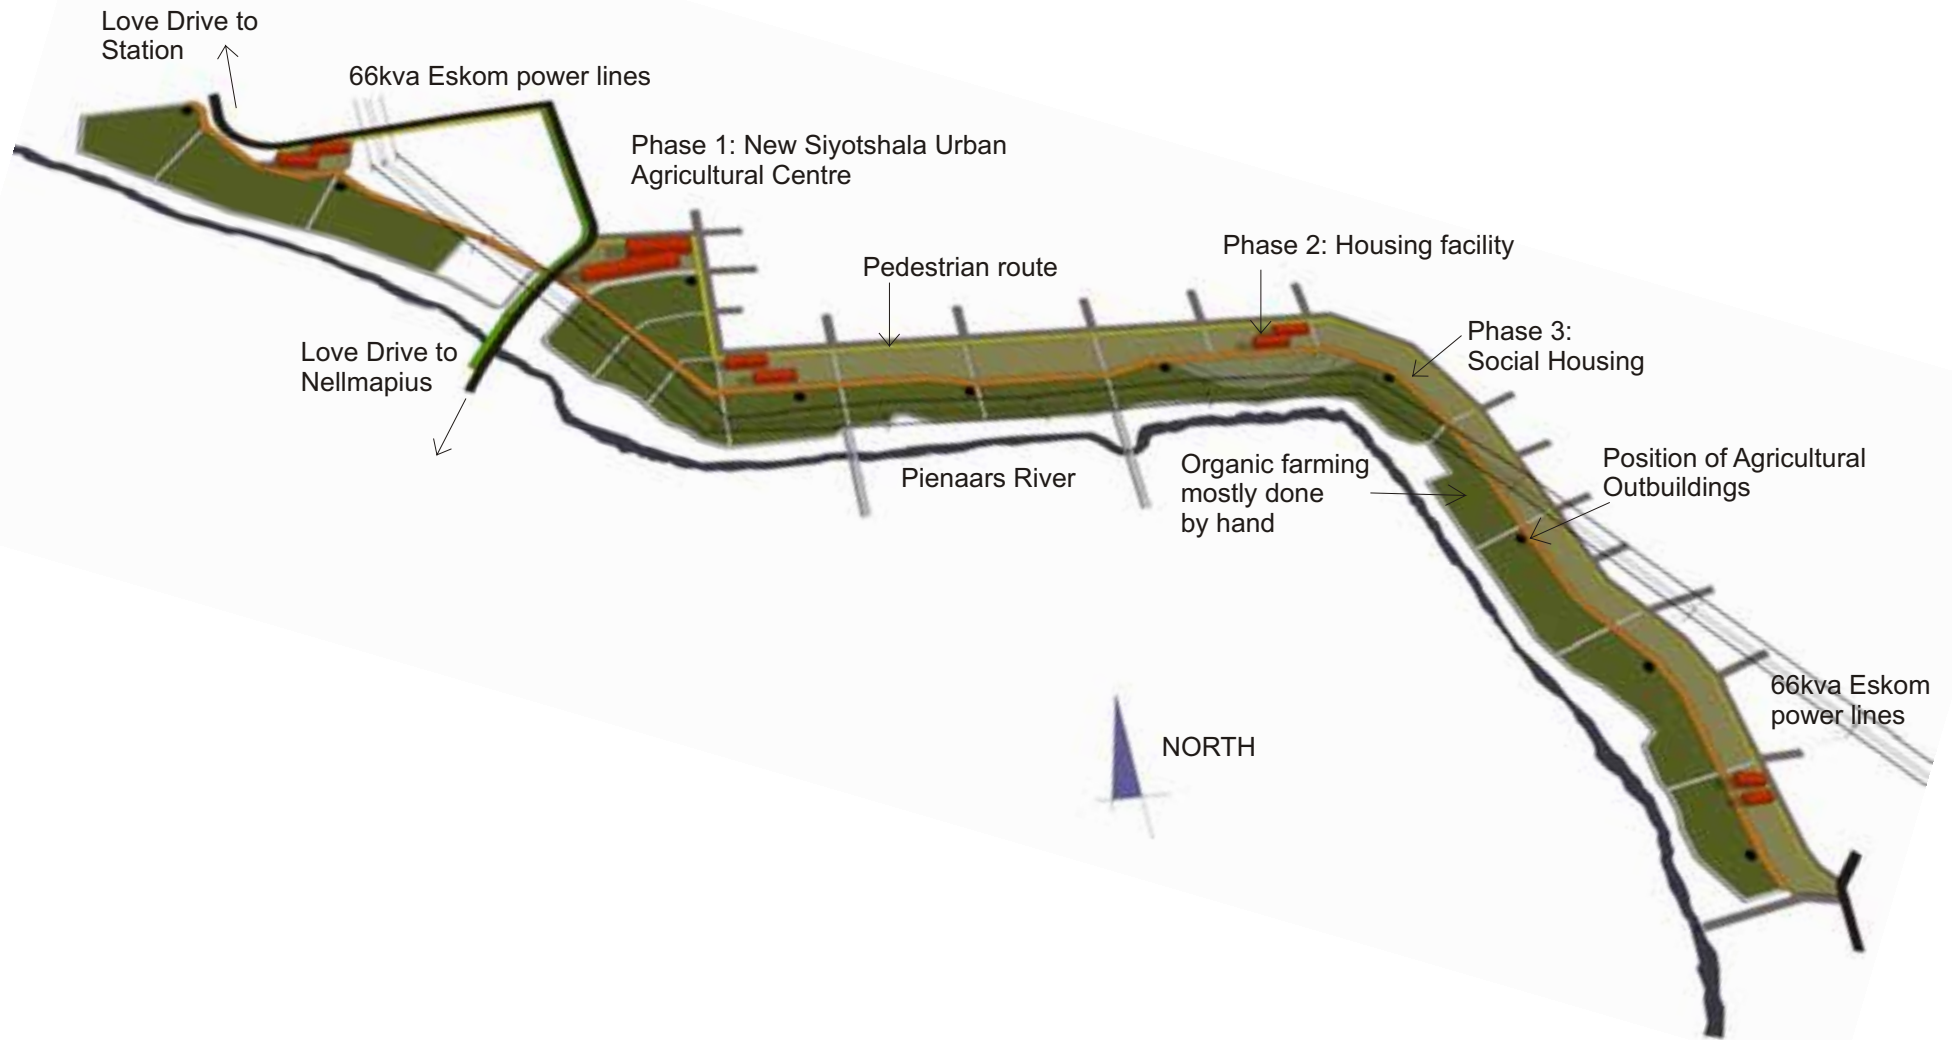 Love Drive to
Station
66kva Eskom power lines
Phase 1: New Siyotshala Urban
Agricultural Centre
Pedestrian route
Phase 2: Housing facility
Phase 3:
Social Housing
Love Drive to
Nellmapius
Pienaars River
Organic farming
mostly done
by hand
Position of Agricultural
Outbuildings
66kva Eskom
power lines
NORTH